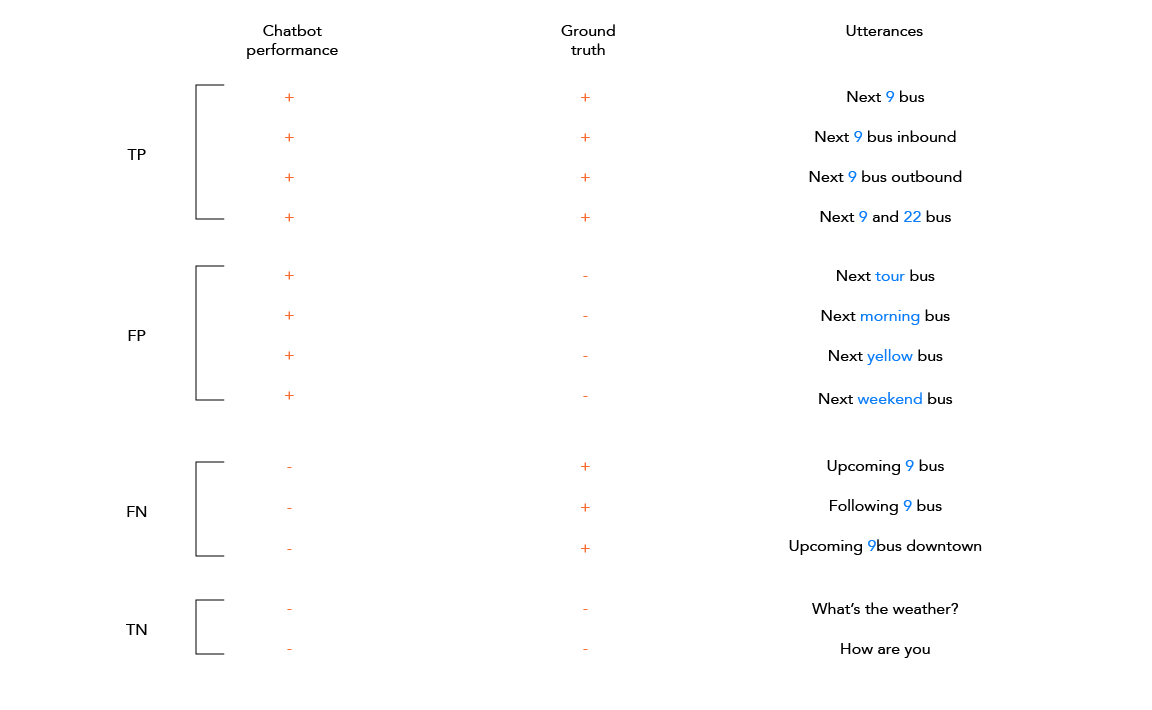 Chatbot performance Ground truth Utterances
+ + Next 9 bus
+ + Next 9 bus inbound
TP
+ + Next 9 bus outbound
+ + Next 9 and 22 bus
+ - Next tour bus
+ - Next morning bus
FP
+ - Next yellow bus
+ - Next weekend bus
- + Upcoming 9 bus
- + Following 9 bus
FN
- + Upcoming 9bus downtown
- - What's the weather?
TN
- - How are you